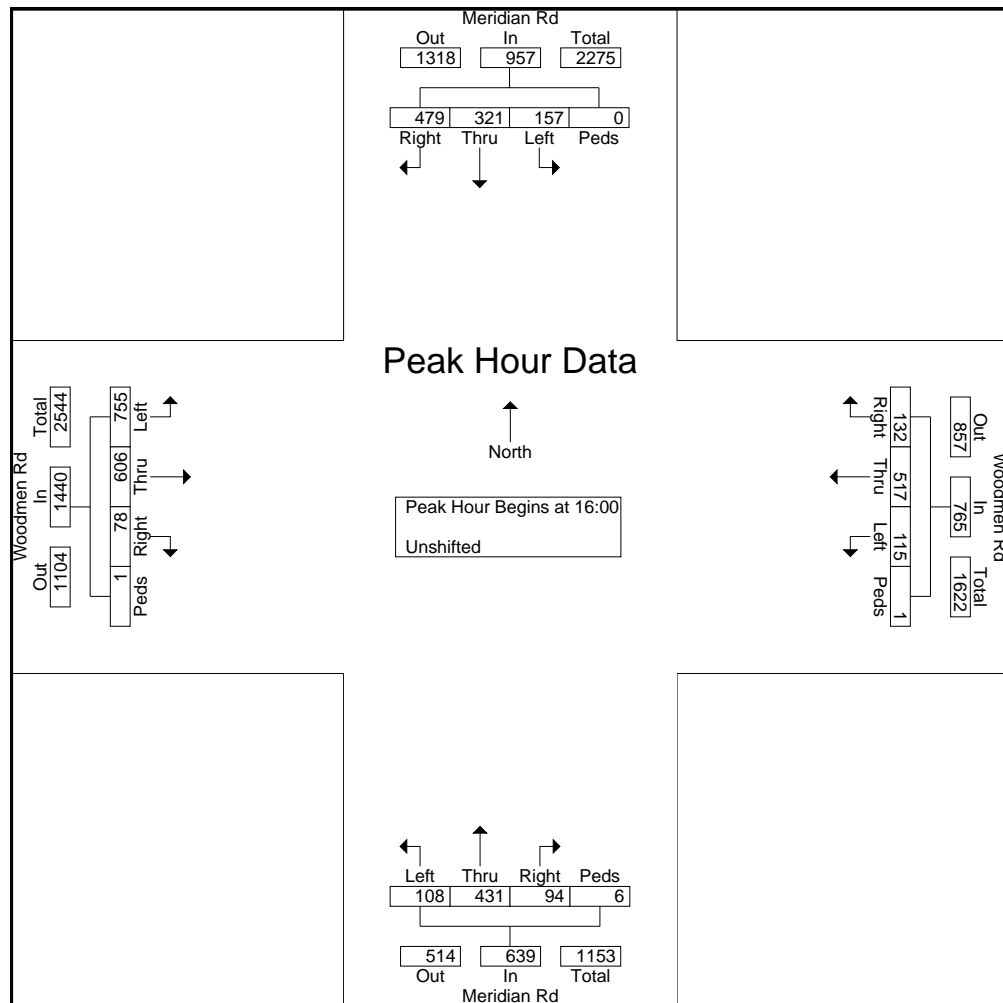 Meridian Rd
Out In Total
1318 957 2275
479 321 157 0
Right Thru Left Peds
Peak Hour Data
North
Peak Hour Begins at 16:00
Unshifted
Woodmen Rd
Total In Out
2544 1440 1104
755 606 78 1
Left Thru Right Peds
Woodmen Rd
Out In Total
857 765 1622
132 517 115 1
Right Thru Left Peds
Left Thru Right Peds
108 431 94 6
514 639 1153
Out In Total
Meridian Rd